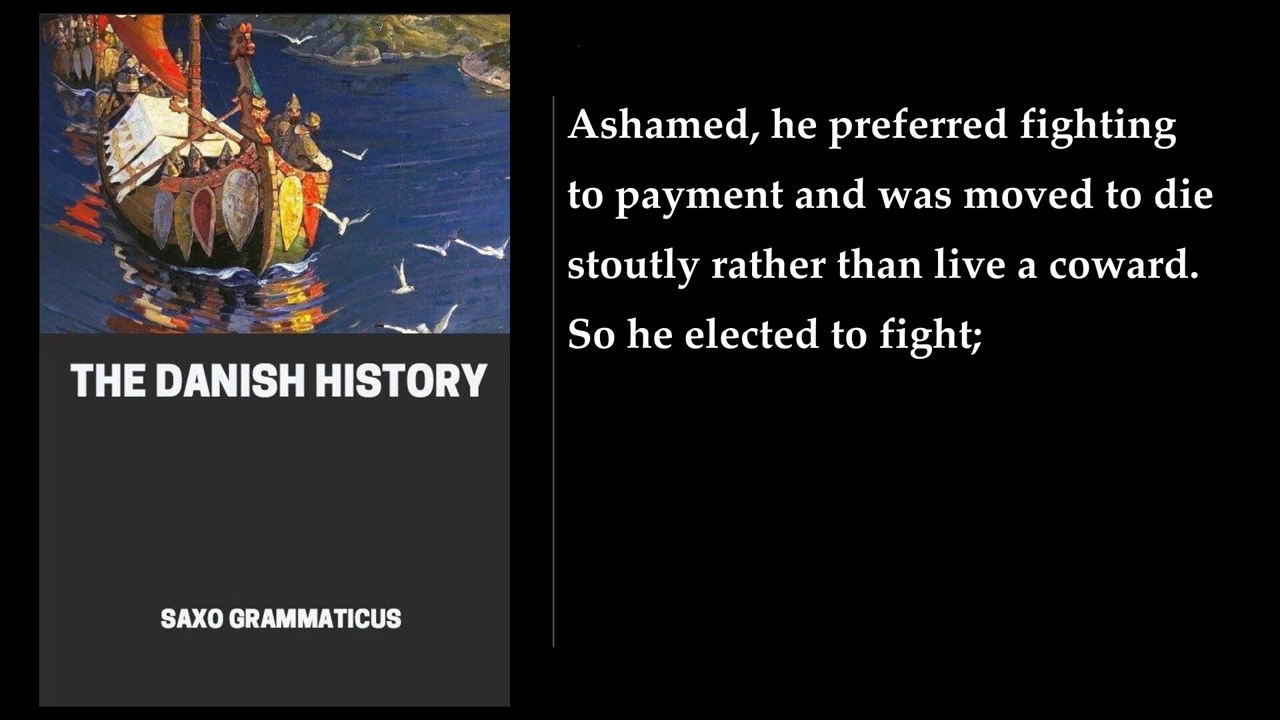 THE DANISH HISTORY
SAXO GRAMMATICUS
Ashamed, he preferred fighting
to payment and was moved to die
stoutly rather than live a coward.
So he elected to fight;